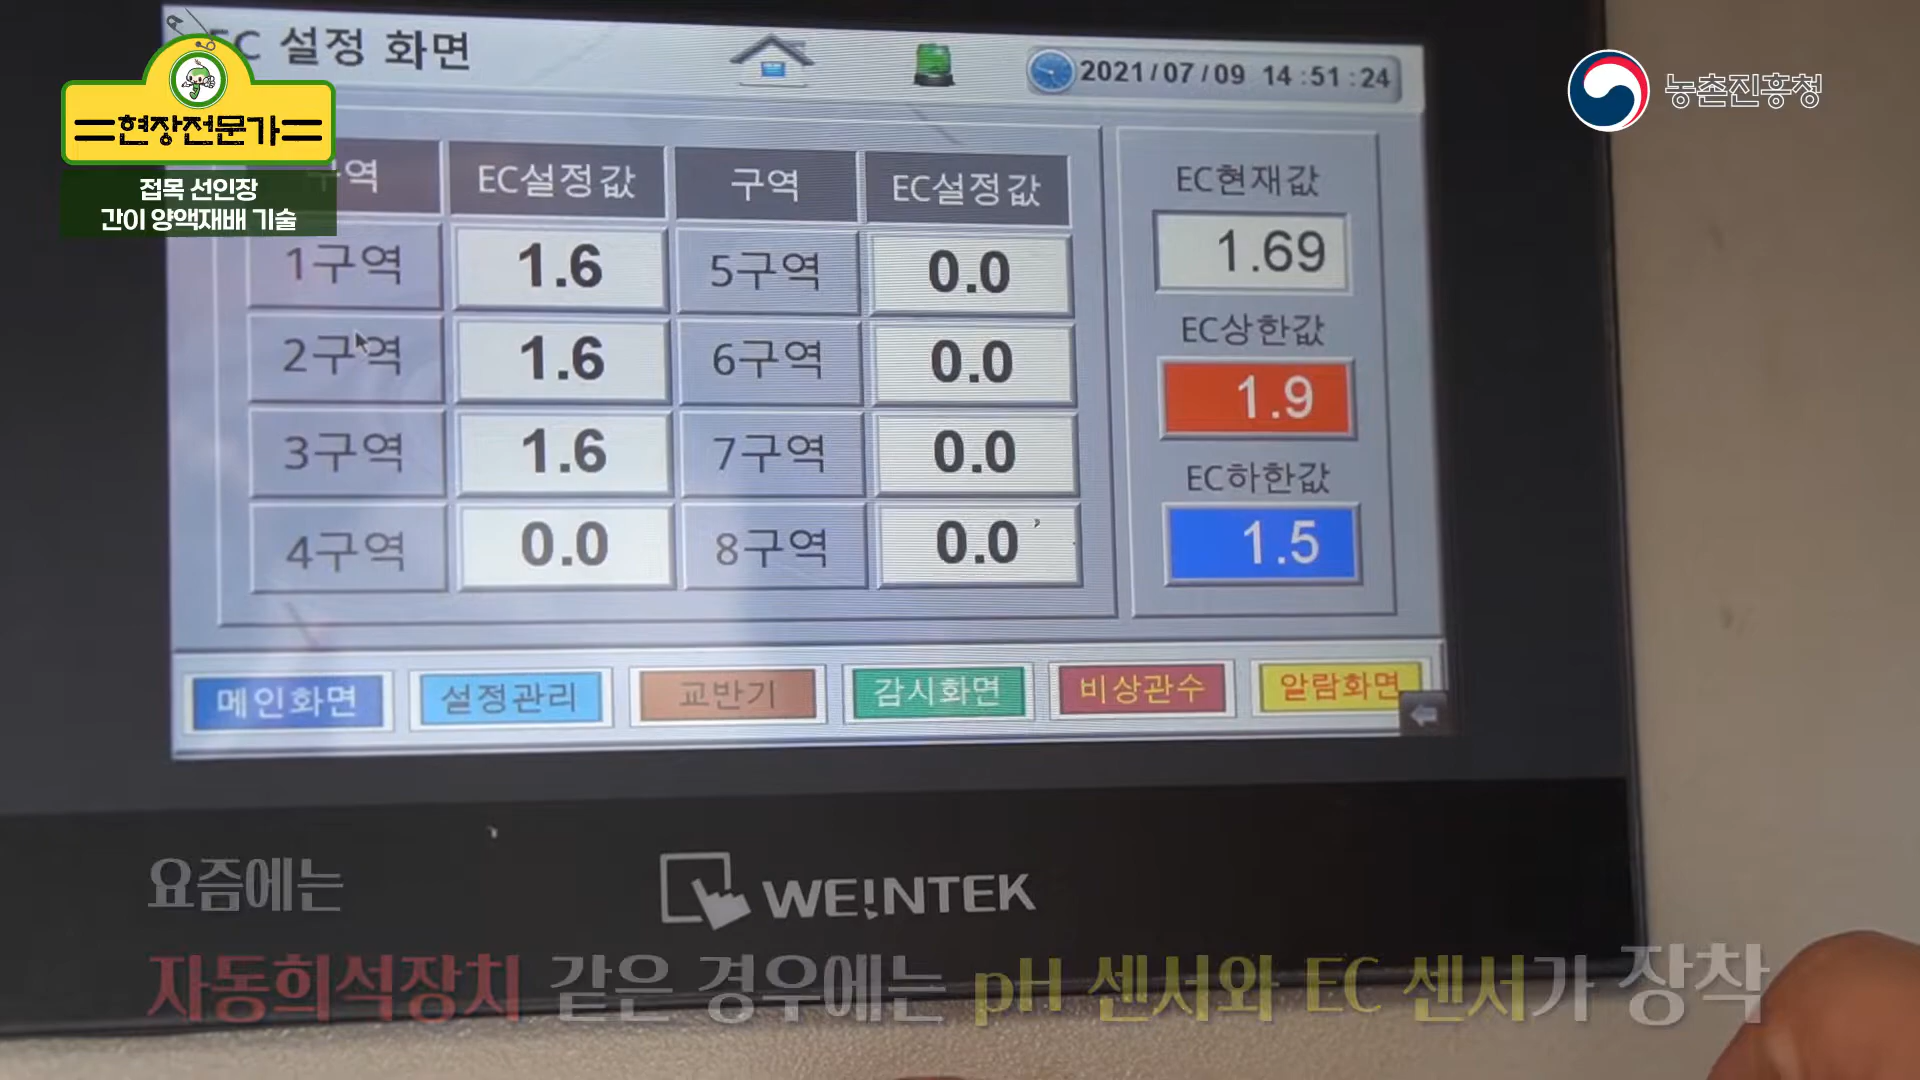 EC 설정 화면
2021/07/09 14:51:24
농촌진흥청
현장전문가
접목 선인장
간이 양액재배 기술
구역 EC설정값 구역 EC설정값
1구역 1.6 5구역 0.0
2구역 1.6 6구역 0.0
3구역 1.6 7구역 0.0
4구역 0.0 8구역 0.0
EC현재값
1.69
EC상한값
1.9
EC하한값
1.5
메인화면 설정관리 교반기 감시화면 비상관수 알람화면
WE!NTEK
요즘에는
자동희석장치 같은 경우에는 pH 센서와 EC 센서가 장착